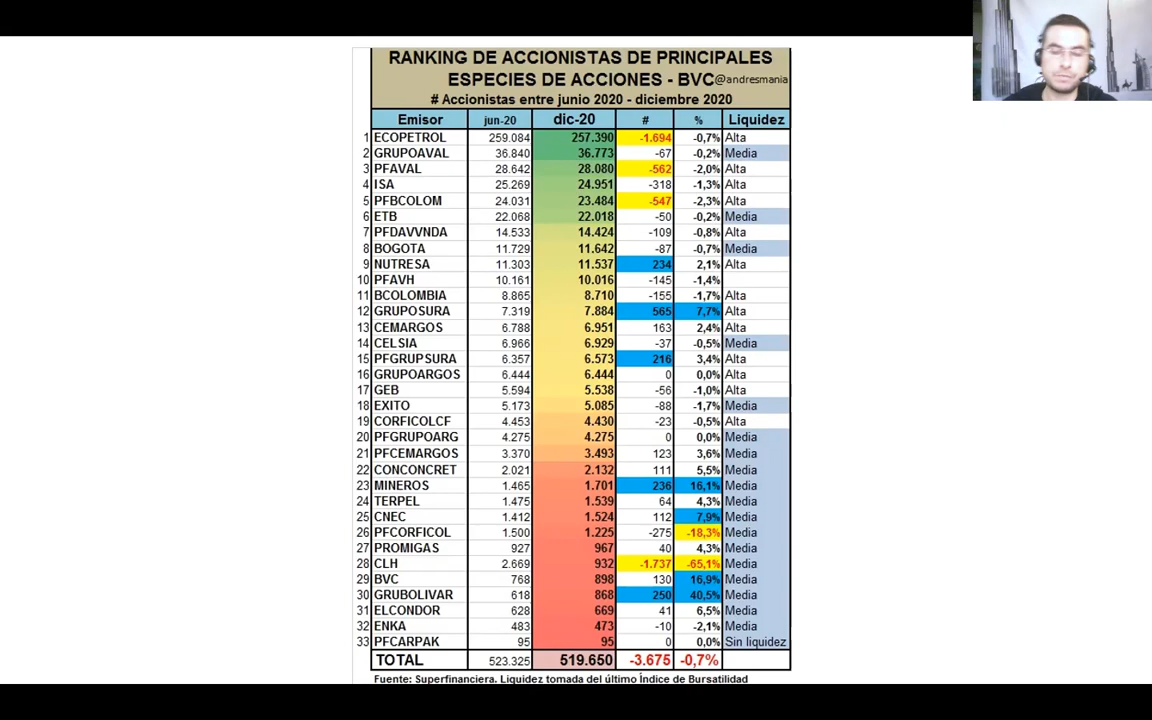 RANKING DE ACCIONISTAS DE PRINCIPALES
ESPECIES DE ACCIONES - BVC @andresmania
# Accionistas entre junio 2020 - diciembre 2020
Emisor jun-20 dic-20 # % Liquidez
1 ECOPETROL 259.084 257.390 -1.694 -0,7% Alta
2 GRUPOAVAL 36.840 36.773 -67 -0,2% Media
3 PFAVAL 28.642 28.080 -562 -2,0% Alta
4 ISA 25.269 24.951 -318 -1,3% Alta
5 PFBCOLOM 24.031 23.484 -547 -2,3% Alta
6 ETB 22.068 22.018 -50 -0,2% Media
7 PFDAVVNDA 14.533 14.424 -109 -0,8% Alta
8 BOGOTA 11.729 11.642 -87 -0,7% Media
9 NUTRESA 11.303 11.537 234 2,1% Alta
10 PFAVH 10.161 10.016 -145 -1,4%
11 BCOLOMBIA 8.865 8.710 -155 -1,7% Alta
12 GRUPOSURA 7.319 7.884 565 7,7% Alta
13 CEMARGOS 6.788 6.951 163 2,4% Alta
14 CELSIA 6.966 6.929 -37 -0,5% Media
15 PFGRUPSURA 6.357 6.573 216 3,4% Alta
16 GRUPOARGOS 6.444 6.444 0 0,0% Alta
17 GEB 5.594 5.538 -56 -1,0% Alta
18 EXITO 5.173 5.085 -88 -1,7% Media
19 CORFICOLCF 4.453 4.430 -23 -0,5% Alta
20 PFGRUPOARG 4.275 4.275 0 0,0% Media
21 PFCEMARGOS 3.370 3.493 123 3,6% Media
22 CONCONCRET 2.021 2.132 111 5,5% Media
23 MINEROS 1.465 1.701 236 16,1% Media
24 TERPEL 1.475 1.539 64 4,3% Media
25 CNEC 1.412 1.524 112 7,9% Media
26 PFCORFICOL 1.500 1.225 -275 -18,3% Media
27 PROMIGAS 927 967 40 4,3% Media
28 CLH 2.669 932 -1.737 -65,1% Media
29 BVC 768 898 130 16,9% Media
30 GRUBOLIVAR 618 868 250 40,5% Media
31 ELCONDOR 628 669 41 6,5% Media
32 ENKA 483 473 -10 -2,1% Media
33 PFCARPAK 95 95 0 0,0% Sin liquidez
TOTAL 523.325 519.650 -3.675 -0,7%
Fuente: Superfinanciera. Liquidez tomada del último Índice de Bursatilidad